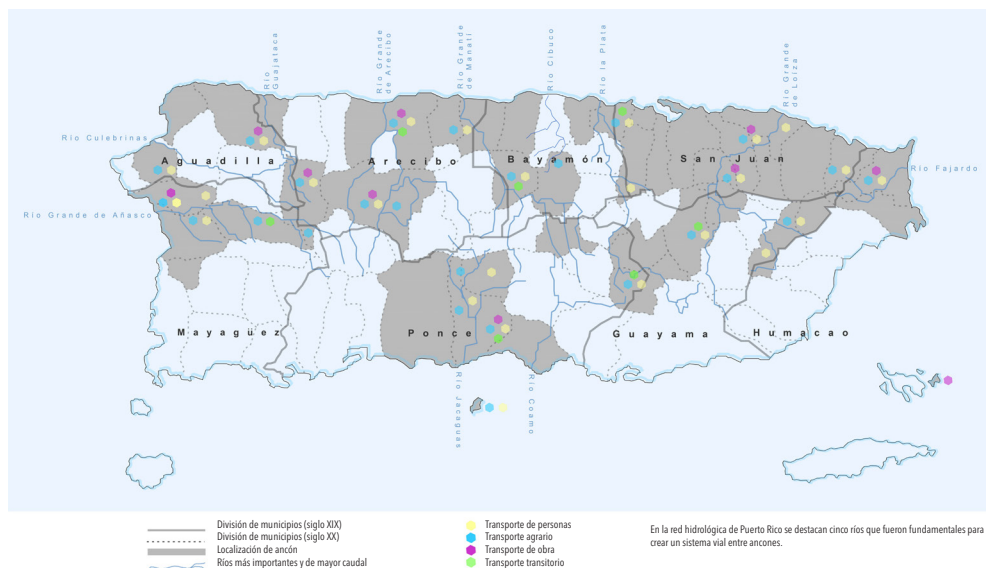 Río Guajataca
Río Grande de Arecibo
Río Grande de Manatí
Río Cibuco
Río la Plata
Río Grande de Loiza
Río Culebrinas
Río Fajardo
Río Grande de Añasco
Aguadilla
Arecibo
Bayamón
San Juan
Mayagüez
Ponce
Guayama
Humacao
Río Jacaguas
Río Coamo
División de municipios (siglo XIX)
División de municipios (siglo XX)
Localización de ancón
Ríos más importantes y de mayor caudal
Transporte de personas
Transporte agrario
Transporte de obra
Transporte transitorio
En la red hidrológica de Puerto Rico se destacan cinco ríos que fueron fundamentales para
crear un sistema vial entre ancones.